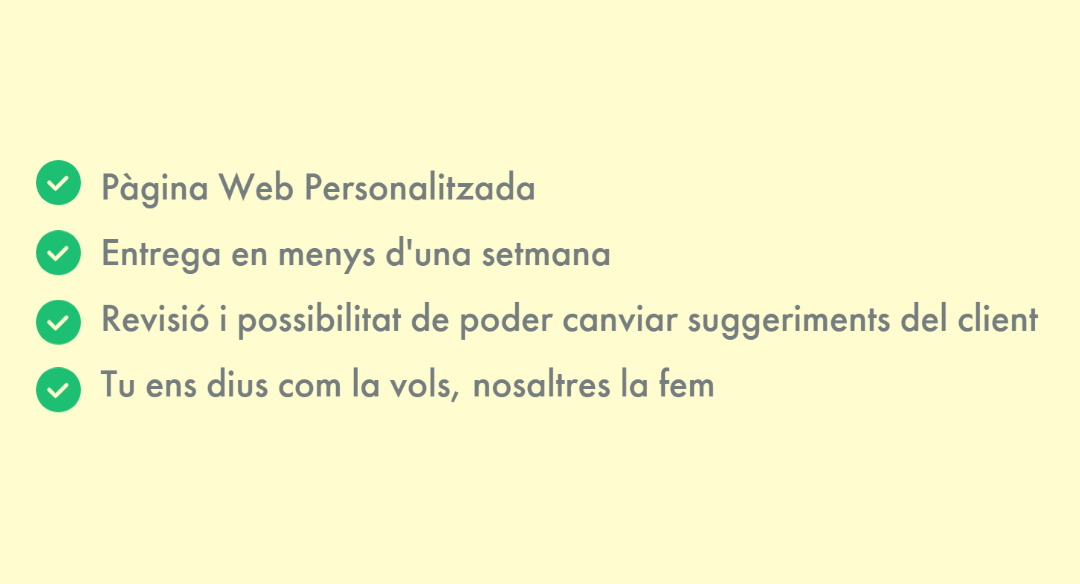 Pàgina Web Personalitzada
Entrega en menys d'una setmana
Revisió i possibilitat de poder canviar suggeriments del client
Tu ens dius com la vols, nosaltres la fem